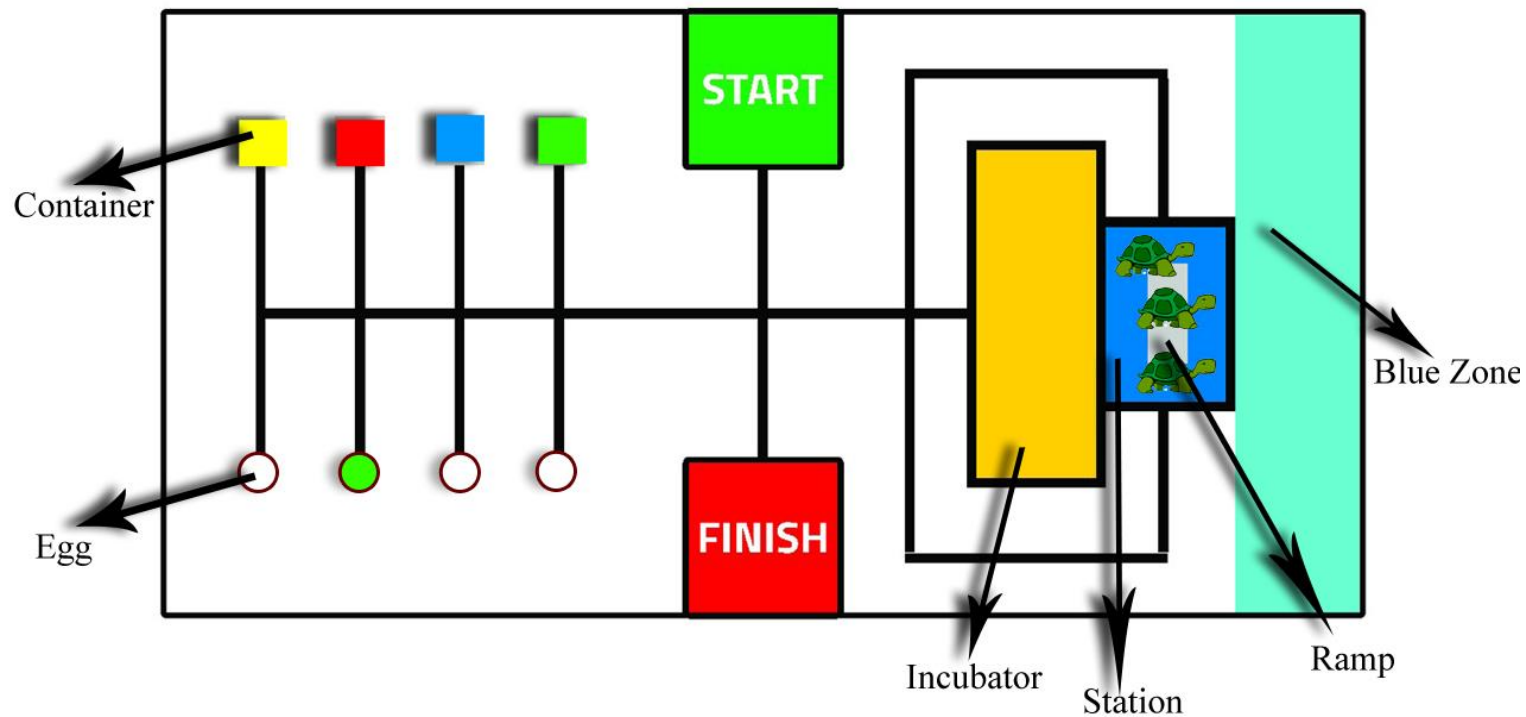 START
Container
Blue Zone
Egg
FINISH
Incubator
Station
Ramp